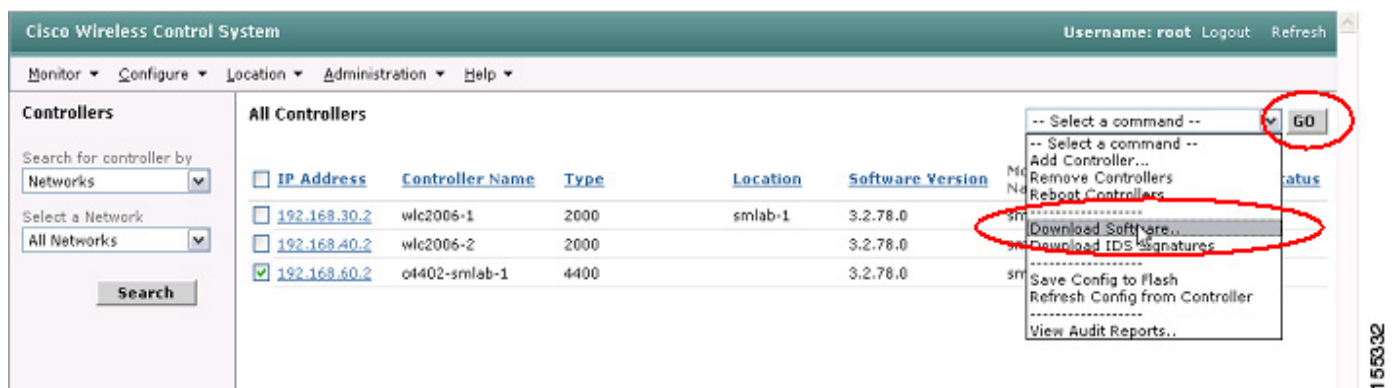 Cisco Wireless Control System
Username: root Logout Refresh
Monitor Configure Location Administration Help
Controllers
Search for controller by
Networks
Select a Network
All Networks
Search
All Controllers
-- Select a command --
GO
-- Select a command --
Add Controller...
Remove Controllers
Reboot Controllers
------------------
Download Software..
Download IDS Signatures
------------------
Save Config to Flash
Refresh Config from Controller
------------------
View Audit Reports..
IP Address Controller Name Type Location Software Version
192.168.30.2 wlc2006-1 2000 smlab-1 3.2.78.0
192.168.40.2 wlc2006-2 2000 3.2.78.0
192.168.60.2 o4402-smlab-1 4400 3.2.78.0
155332